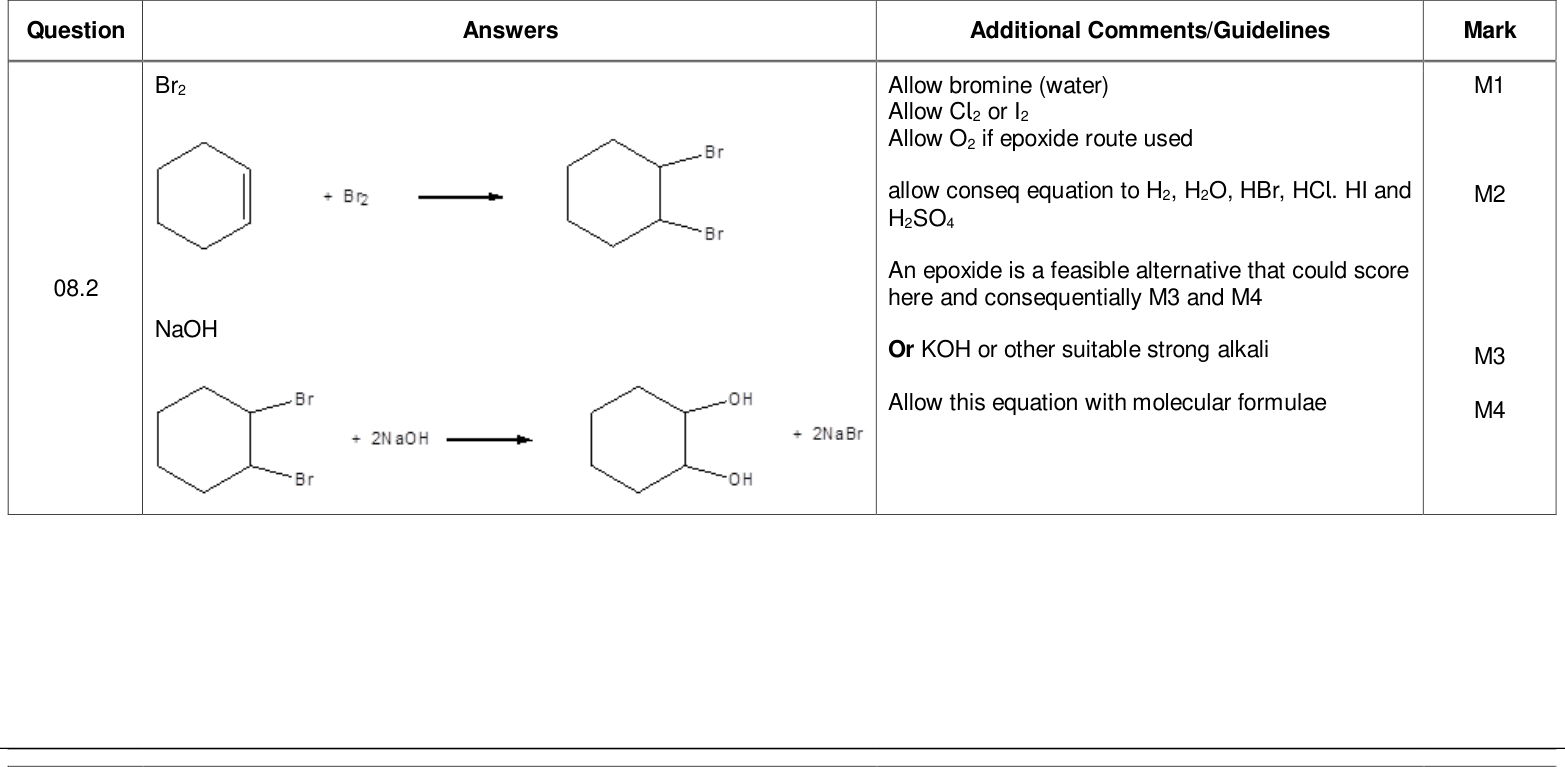 Question Answers Additional Comments/Guidelines Mark
08.2
Br₂
+ Br₂
Br
Br
NaOH
Br
Br
+ 2NaOH
OH
OH
+ 2NaBr
Allow bromine (water)
Allow Cl₂ or I₂
Allow O₂ if epoxide route used
allow conseq equation to H₂, H₂O, HBr, HCl. HI and
H₂SO₄
An epoxide is a feasible alternative that could score
here and consequentially M3 and M4
Or KOH or other suitable strong alkali
Allow this equation with molecular formulae
M1
M2
M3
M4